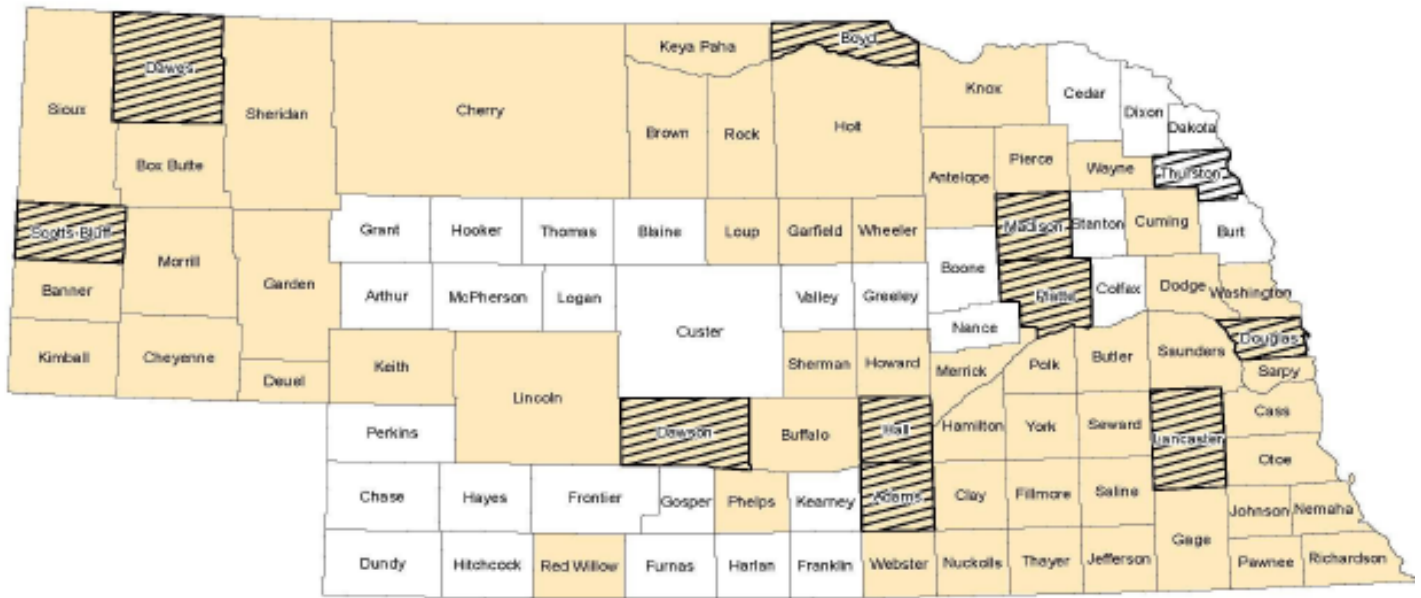 Boyd
Keya Paha
Dawes
Knox
Cedar
Sioux
Sheridan
Cherry
Dixon
Dakota
Brown
Rock
Holt
Pierce
Box Butte
Wayne
Thurston
Antelope
Grant
Hooker
Thomas
Blaine
Loup
Garfield
Wheeler
Madison
Stanton
Cuming
Burt
Scotts Bluff
Morrill
Boone
Banner
Garden
Arthur
McPherson
Logan
Valley
Greeley
Platte
Colfax
Dodge
Washington
Custer
Nance
Douglas
Kimball
Cheyenne
Keith
Sherman
Howard
Merrick
Polk
Butler
Saunders
Sarpy
Deuel
Lincoln
Cass
Perkins
Dawson
Buffalo
Hall
Hamilton
York
Seward
Lancaster
Otoe
Chase
Hayes
Frontier
Gosper
Phelps
Kearney
Adams
Clay
Fillmore
Saline
Johnson
Nemaha
Gage
Dundy
Hitchcock
Red Willow
Furnas
Harlan
Franklin
Webster
Nuckolls
Thayer
Jefferson
Pawnee
Richardson